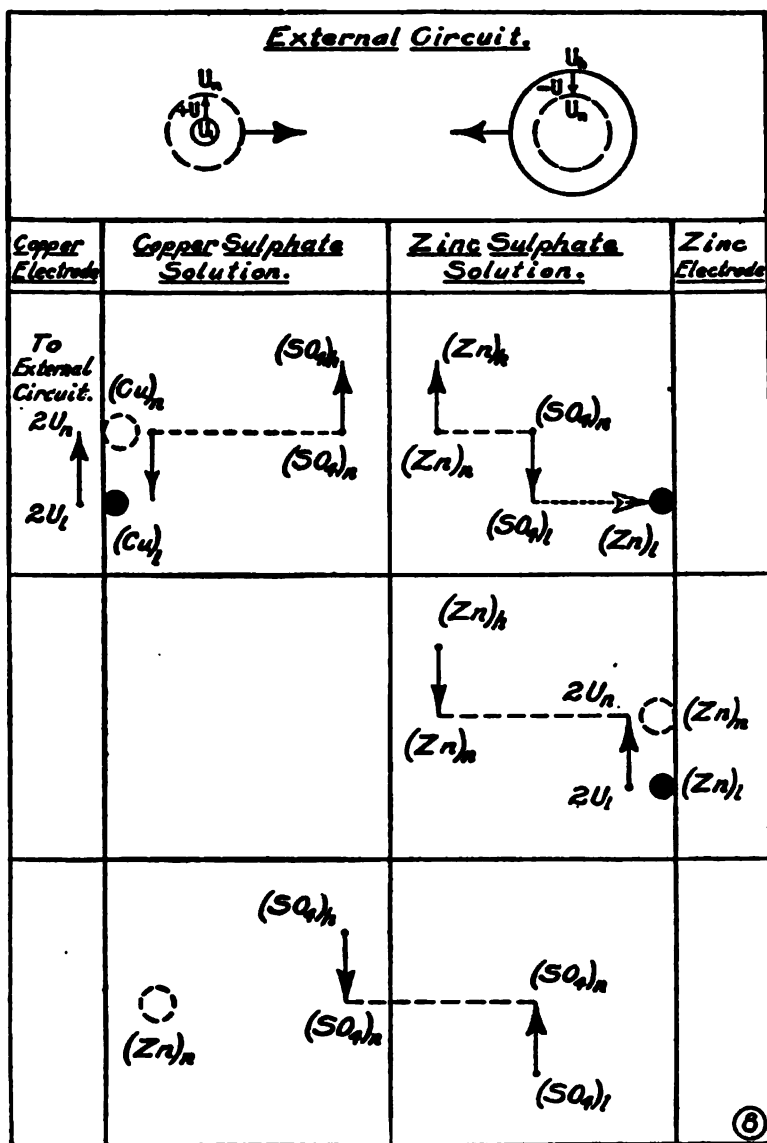 External Circuit.
Uₙ
+U
Uₗ
Uₕ
-U
Uₙ
Copper
Electrode
Copper Sulphate
Solution.
Zinc Sulphate
Solution.
Zinc
Electrode
To
External
Circuit.
2Uₙ
2Uₗ
(Cu)ₙ
(Cu)ₗ
(SO₄)ₕ
(SO₄)ₙ
(Zn)ₕ
(Zn)ₙ
(SO₄)ₙ
(SO₄)ₗ
(Zn)ₗ
(Zn)ₕ
(Zn)ₙ
2Uₙ
(Zn)ₙ
2Uₗ
(Zn)ₗ
(SO₄)ₕ
(SO₄)ₙ
(Zn)ₙ
(SO₄)ₙ
(SO₄)ₗ
8